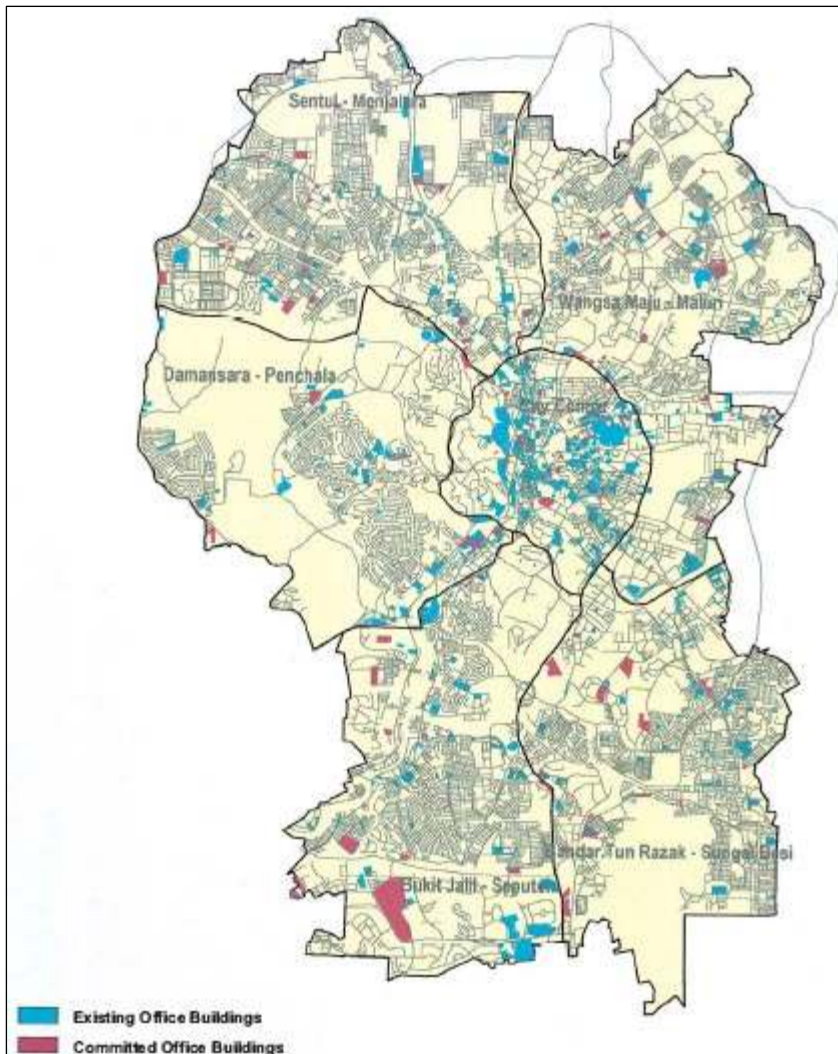 Sentul - Menjalara
Wangsa Maju - Maluri
Damansara - Penchala
City Centre
Bandar Tun Razak - Sungai Besi
Bukit Jalil - Seputeh
Existing Office Buildings
Committed Office Buildings